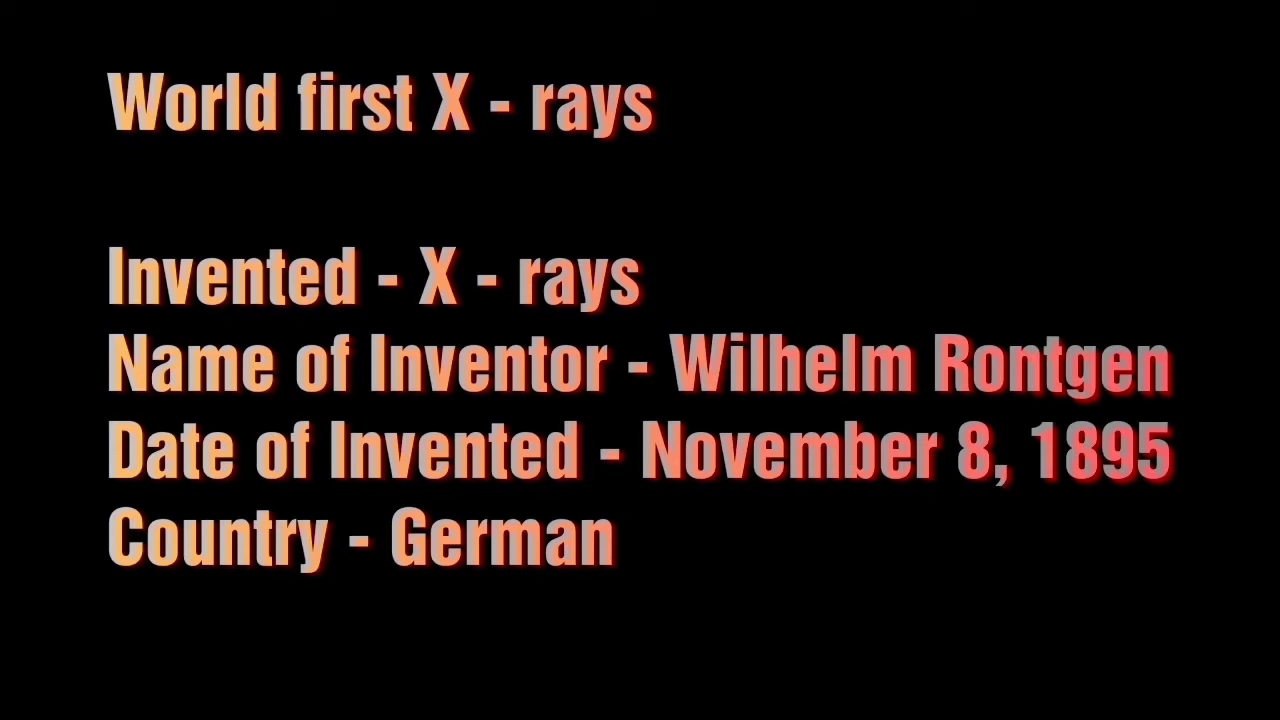 World first X - rays
Invented - X - rays
Name of Inventor - Wilhelm Rontgen
Date of Invented - November 8, 1895
Country - German